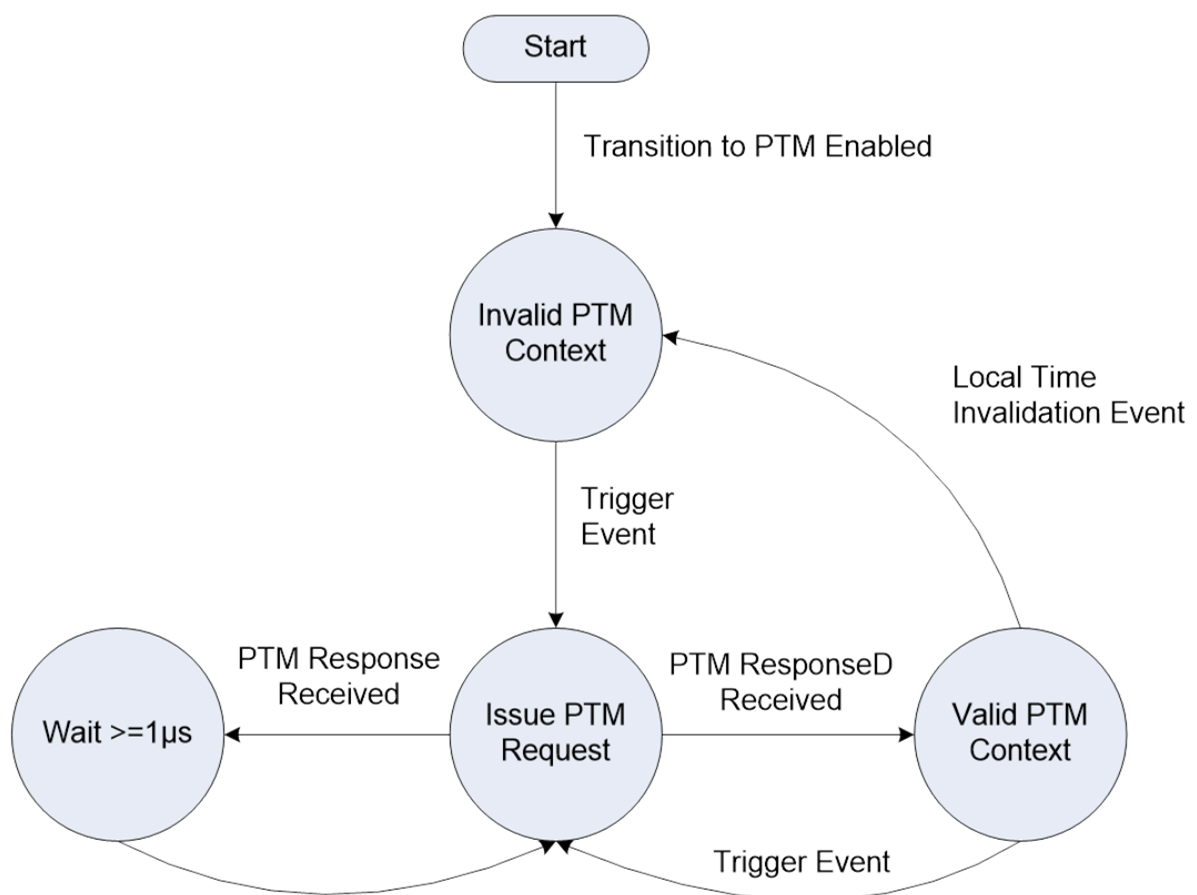 Start
Transition to PTM Enabled
Invalid PTM
Context
Local Time
Invalidation Event
Trigger
Event
PTM Response
Received
PTM ResponseD
Received
Wait >=1µs
Issue PTM
Request
Valid PTM
Context
Trigger Event